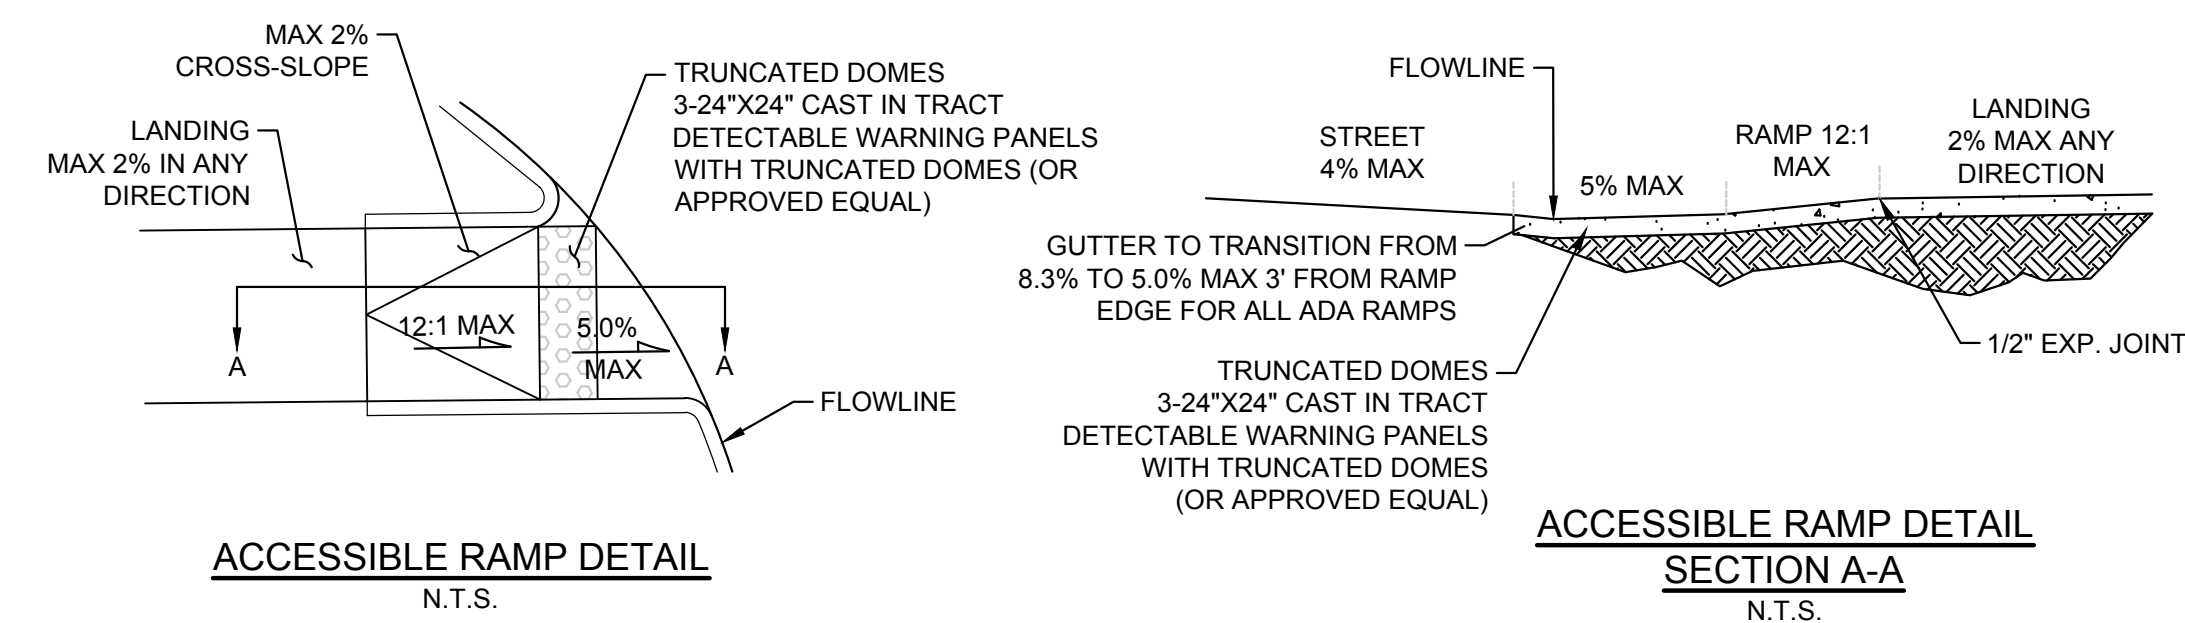 MAX 2%
CROSS-SLOPE
LANDING
MAX 2% IN ANY
DIRECTION
TRUNCATED DOMES
3-24"X24" CAST IN TRACT
DETECTABLE WARNING PANELS
WITH TRUNCATED DOMES (OR
APPROVED EQUAL)
12:1 MAX
5.0%
MAX
A
A
FLOWLINE
ACCESSIBLE RAMP DETAIL
N.T.S.
FLOWLINE
STREET
4% MAX
5% MAX
RAMP 12:1
MAX
LANDING
2% MAX ANY
DIRECTION
GUTTER TO TRANSITION FROM
8.3% TO 5.0% MAX 3' FROM RAMP
EDGE FOR ALL ADA RAMPS
1/2" EXP. JOINT
TRUNCATED DOMES
3-24"X24" CAST IN TRACT
DETECTABLE WARNING PANELS
WITH TRUNCATED DOMES
(OR APPROVED EQUAL)
ACCESSIBLE RAMP DETAIL
SECTION A-A
N.T.S.